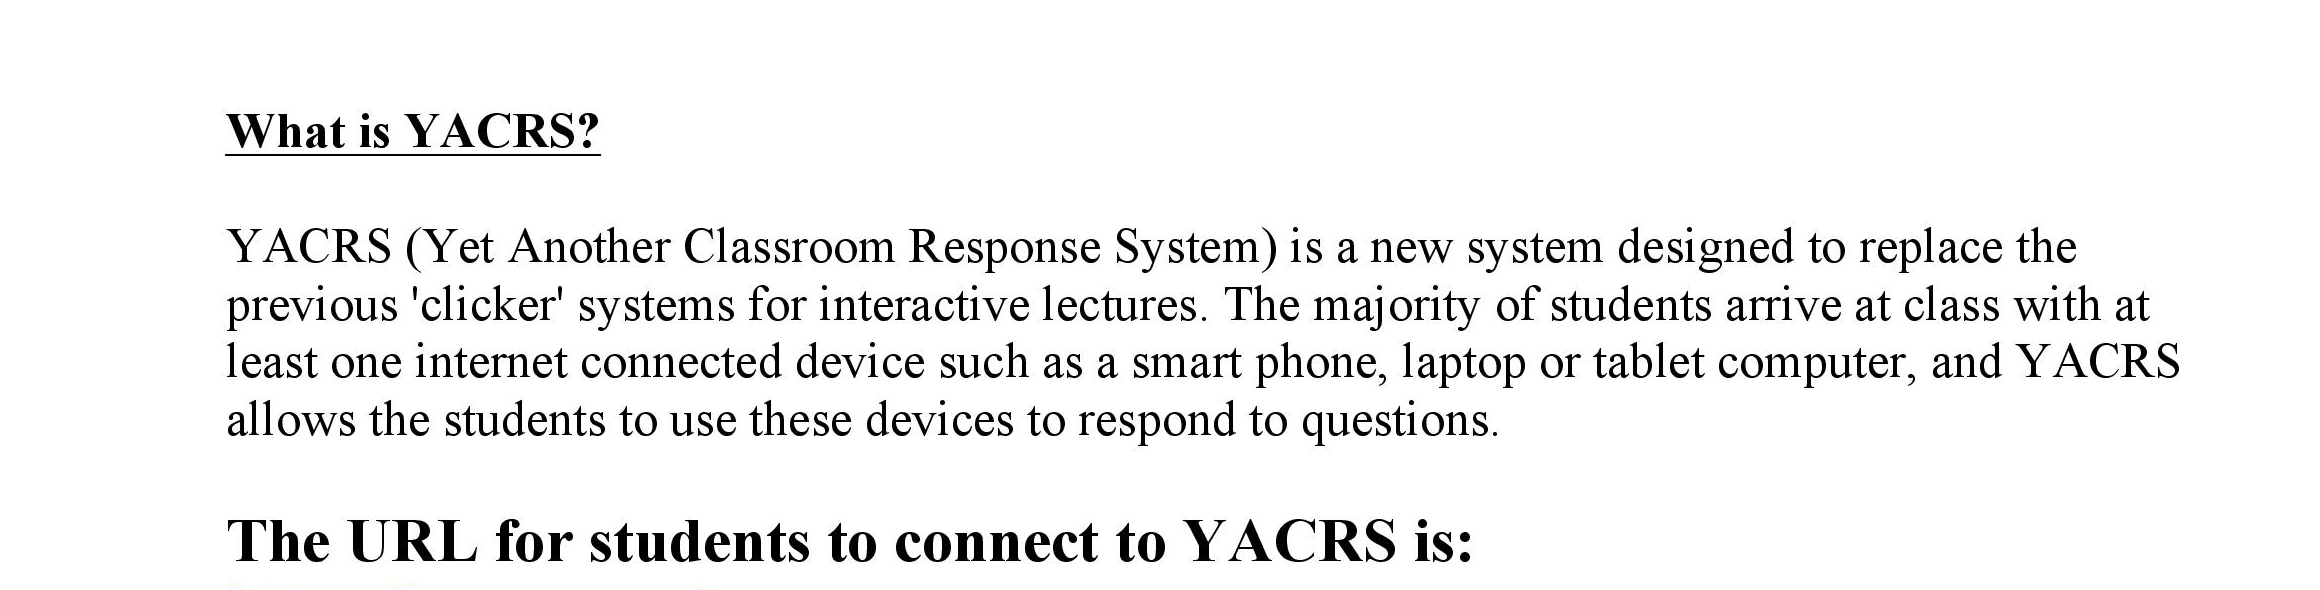 What is YACRS?
YACRS (Yet Another Classroom Response System) is a new system designed to replace the
previous 'clicker' systems for interactive lectures. The majority of students arrive at class with at
least one internet connected device such as a smart phone, laptop or tablet computer, and YACRS
allows the students to use these devices to respond to questions.
The URL for students to connect to YACRS is: